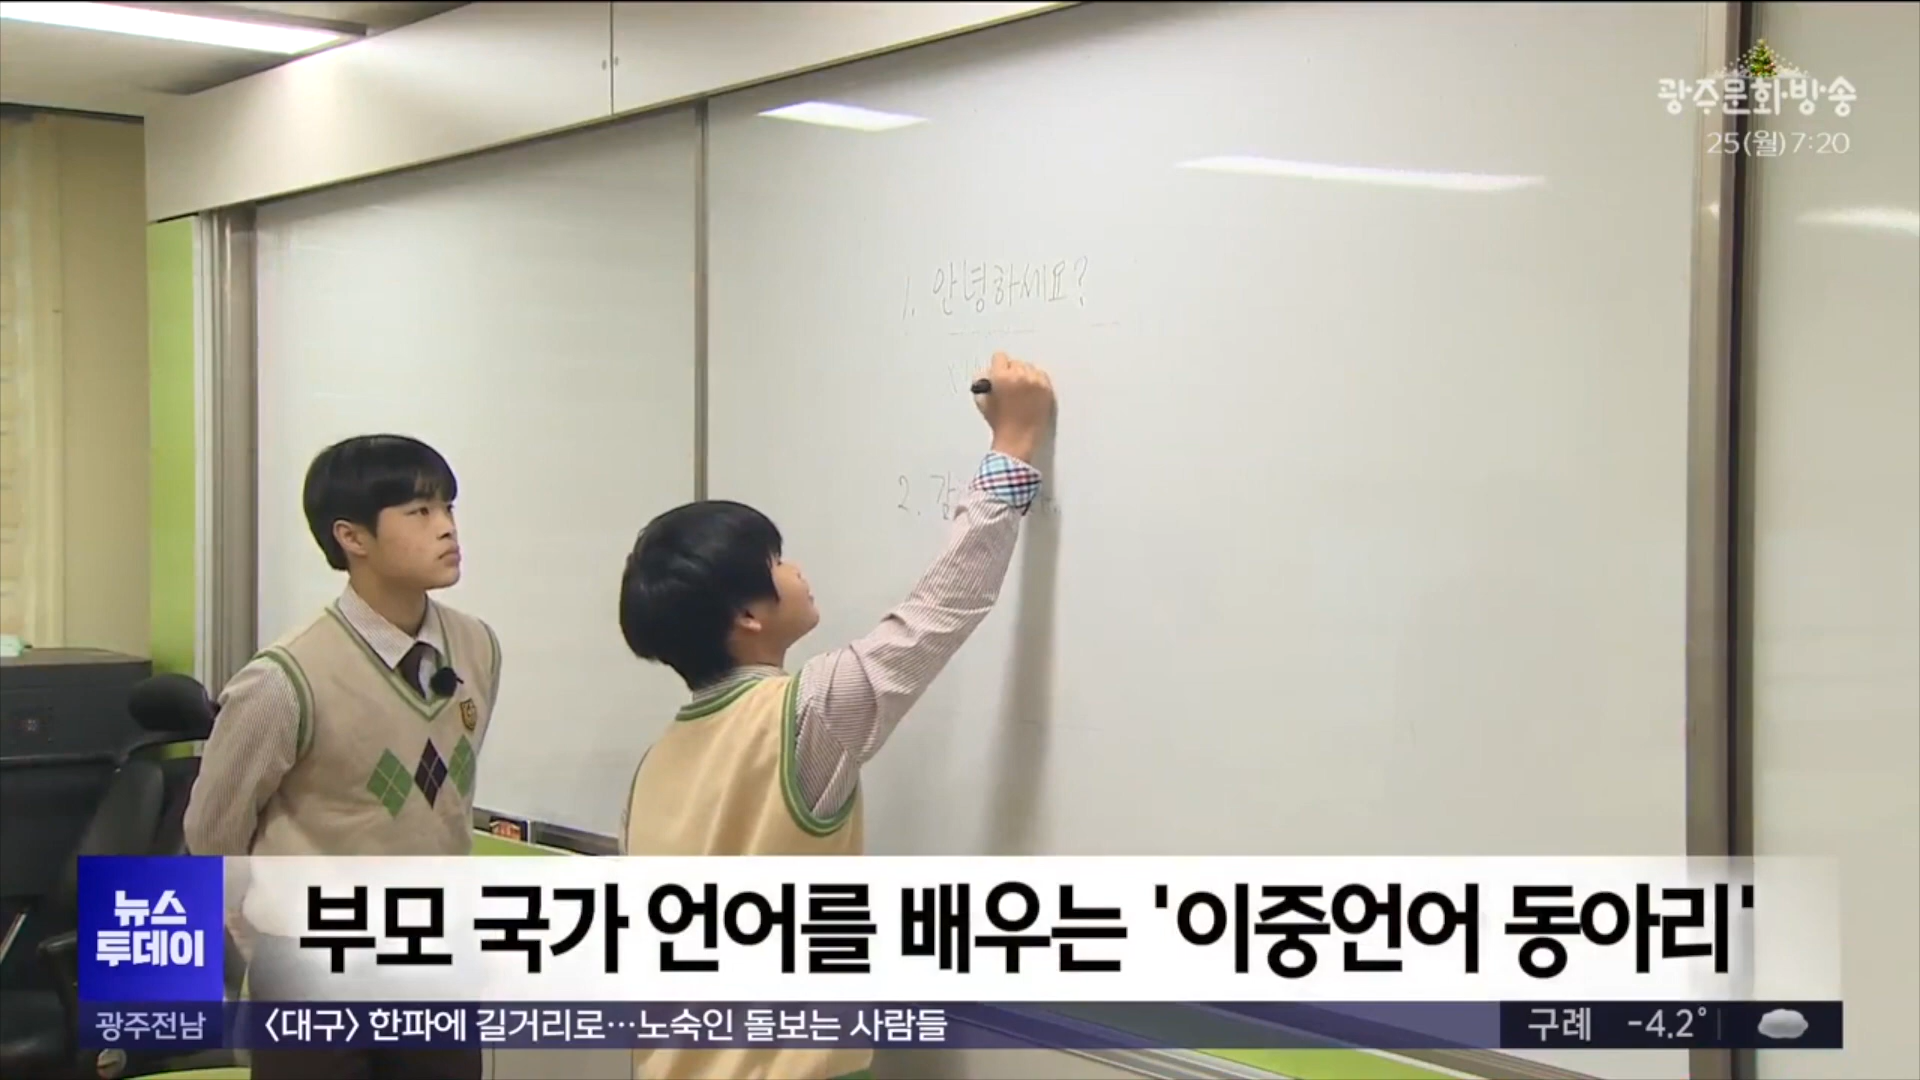 광주문화방송
25(월) 7:20
1. 안녕하세요?
2. 감
뉴스
투데이
부모 국가 언어를 배우는 '이중언어 동아리'
광주전남
〈대구〉 한파에 길거리로…노숙인 돌보는 사람들
구례 -4.2°